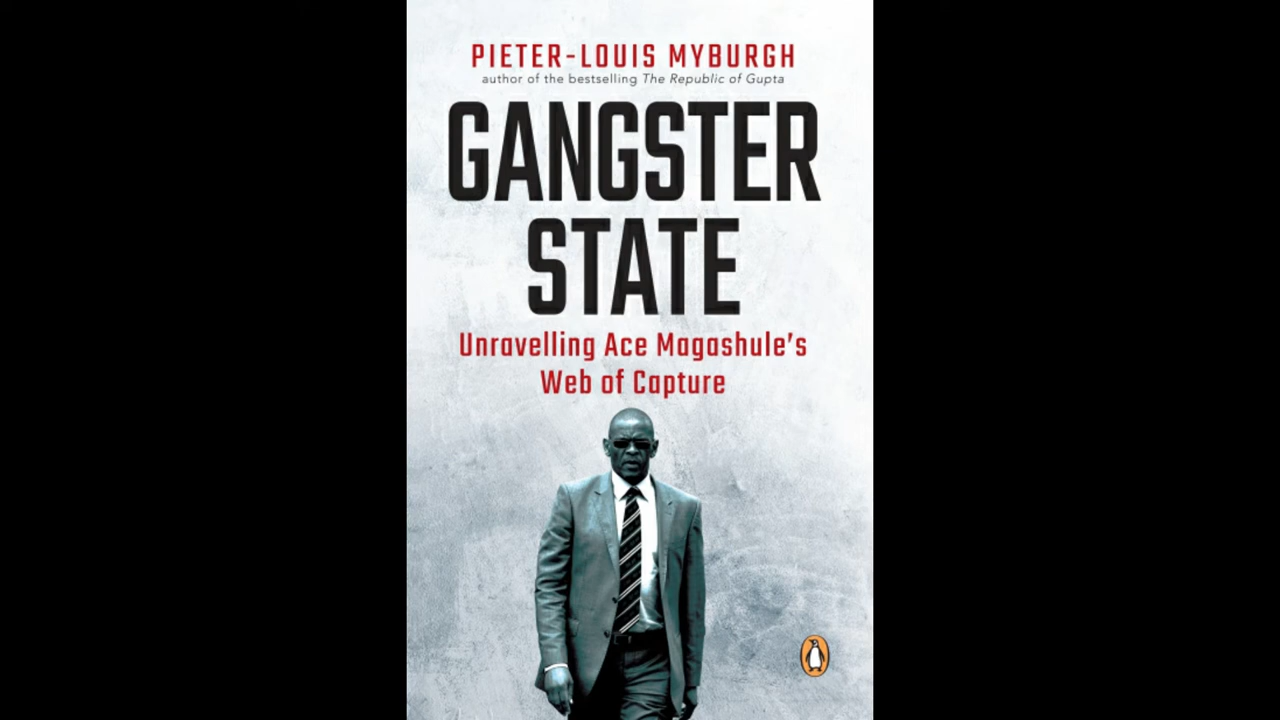 PIETER-LOUIS MYBURGH
author of the bestselling The Republic of Gupta
GANGSTER
STATE
Unravelling Ace Magashule's
Web of Capture